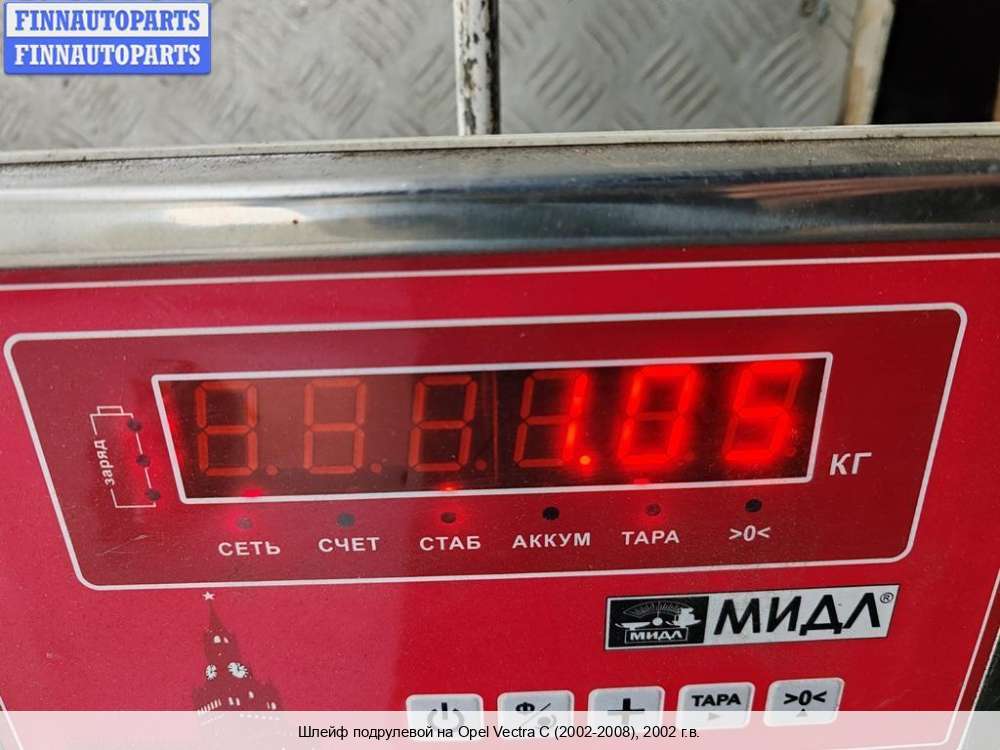 FINNAUTOPARTS
FINNAUTOPARTS
заряд
1.05
КГ
СЕТЬ СЧЕТ СТАБ АККУМ ТАРА >0<
МИДЛ МИДЛ®
ТАРА >0<
Шлейф подрулевой на Opel Vectra C (2002-2008), 2002 г.в.